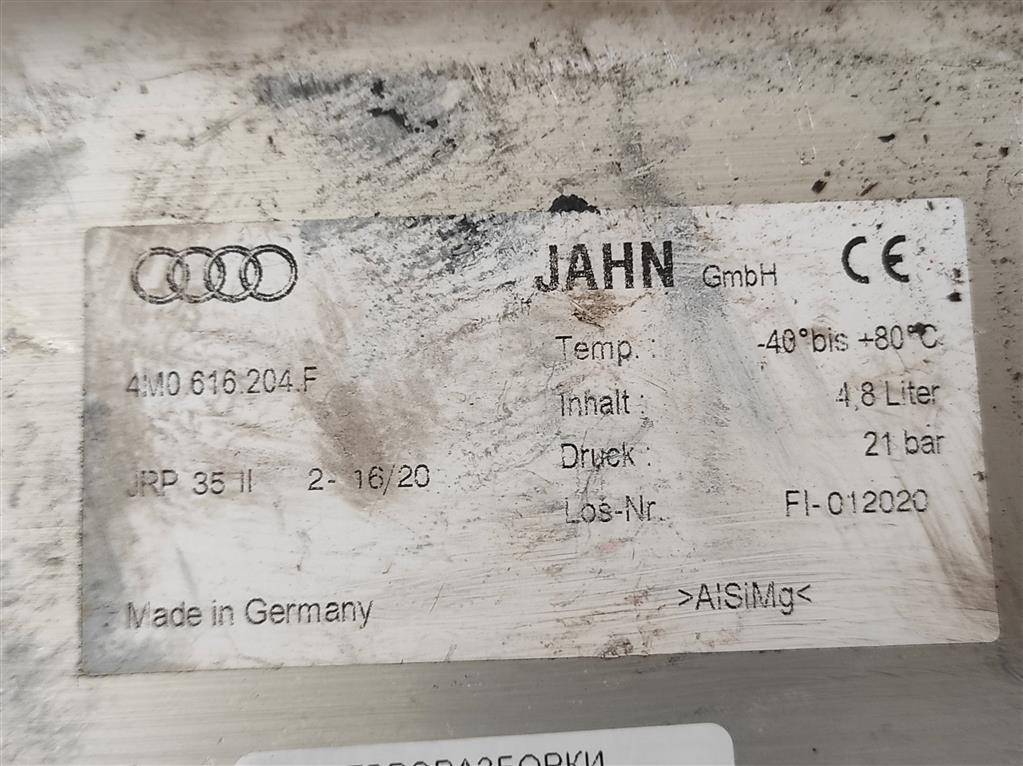 JAHN GmbH CE
Temp. : -40° bis +80°C
4M0.616.204.F
Inhalt : 4,8 Liter
Druck : 21 bar
JRP 35 II 2- 16/20
Los-Nr. FI-012020
Made in Germany
>AlSiMg<